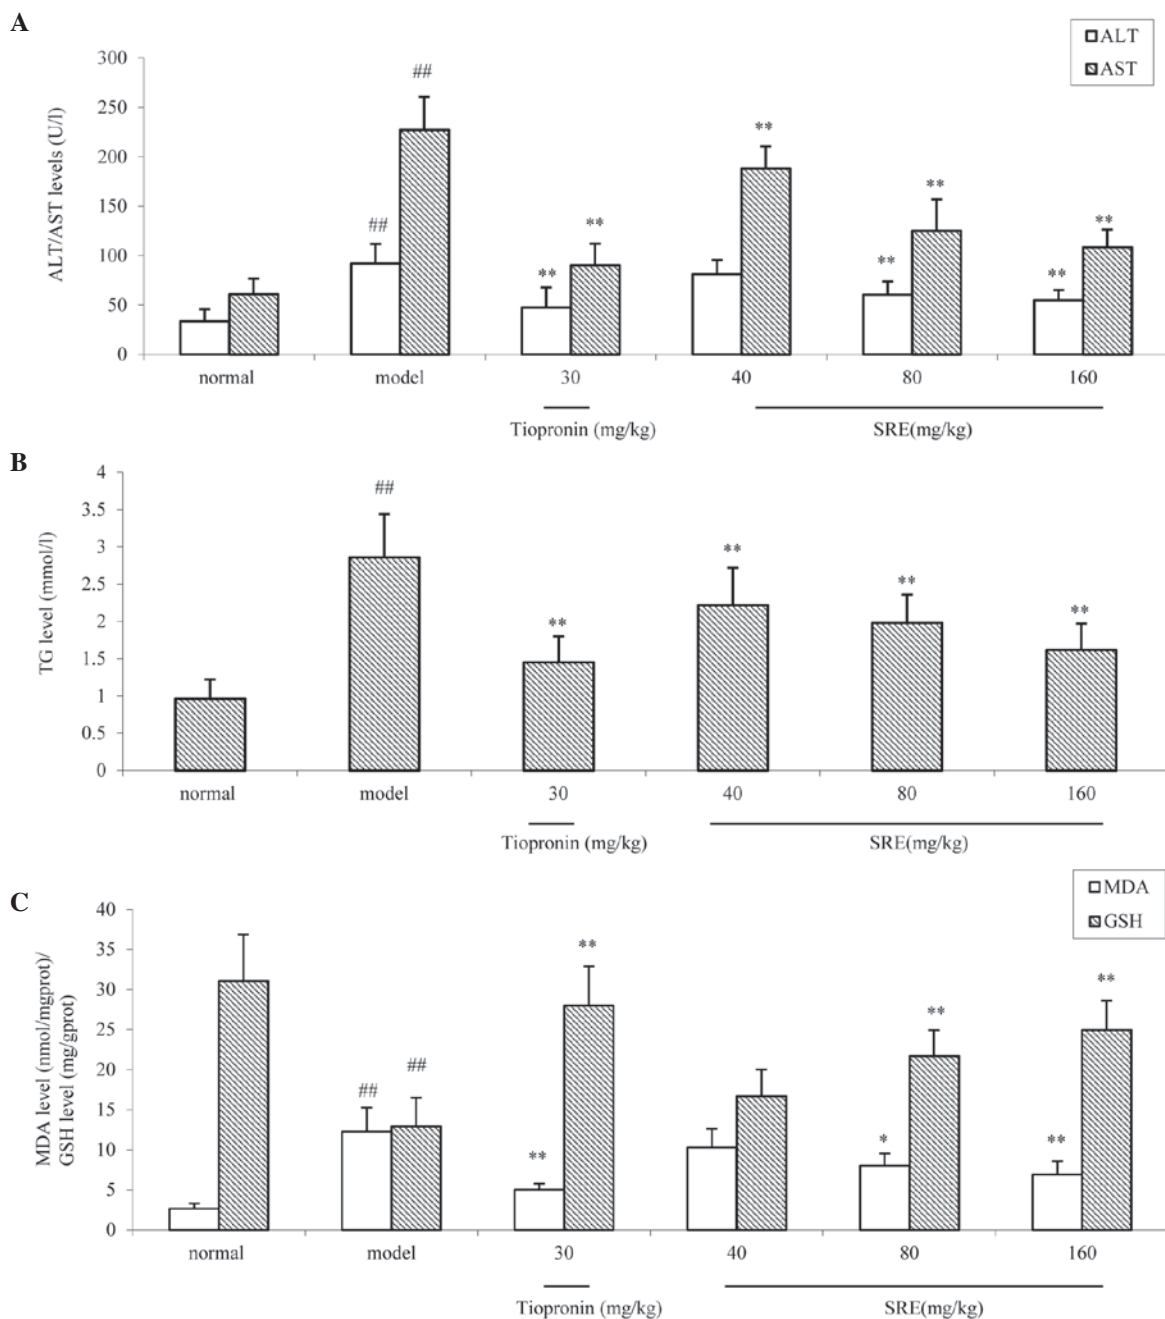 A
ALT
AST
ALT/AST levels (U/l)
300
250
200
150
100
50
0
##
##
**
**
**
**
**
**
**
normal
model
30
40
80
160
Tiopronin (mg/kg)
SRE(mg/kg)
B
TG level (mmol/l)
4
3.5
3
2.5
2
1.5
1
0.5
0
##
**
**
**
**
normal
model
30
40
80
160
Tiopronin (mg/kg)
SRE(mg/kg)
C
MDA
GSH
MDA level (nmol/mgprot)/
GSH level (mg/gprot)
40
35
30
25
20
15
10
5
0
##
##
**
**
*
**
**
**
normal
model
30
40
80
160
Tiopronin (mg/kg)
SRE(mg/kg)